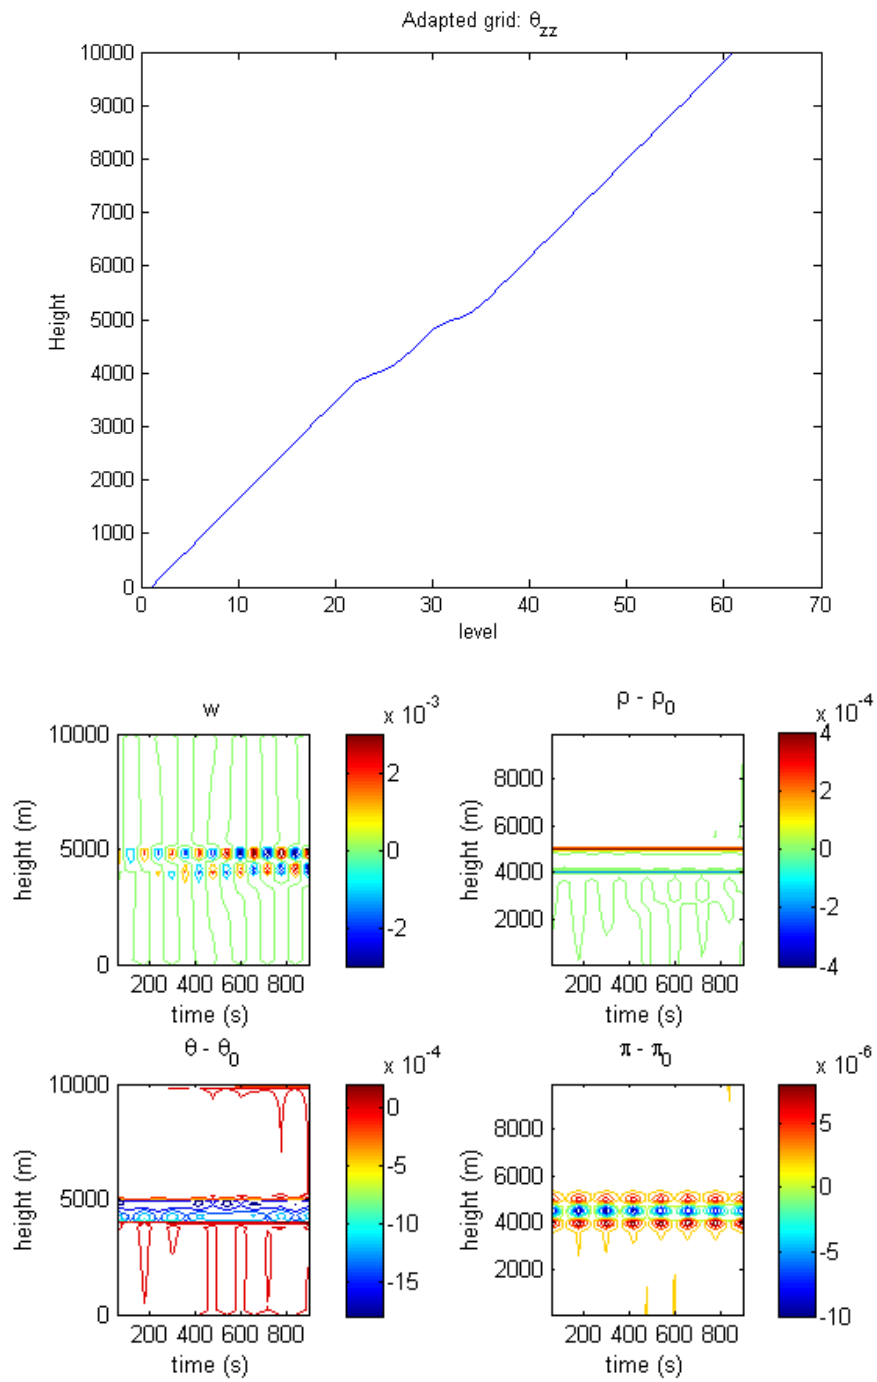 Adapted grid: θzz
10000
9000
8000
7000
6000
5000
4000
3000
2000
1000
0
Height
0 10 20 30 40 50 60 70
level
w
x 10-3
10000
5000
0
height (m)
2
0
-2
200 400 600 800
time (s)
ρ - ρ0
x 10-4
8000
6000
4000
2000
height (m)
4
2
0
-2
-4
200 400 600 800
time (s)
θ - θ0
x 10-4
10000
5000
0
height (m)
0
-5
-10
-15
200 400 600 800
time (s)
π - π0
x 10-6
8000
6000
4000
2000
height (m)
5
0
-5
-10
200 400 600 800
time (s)